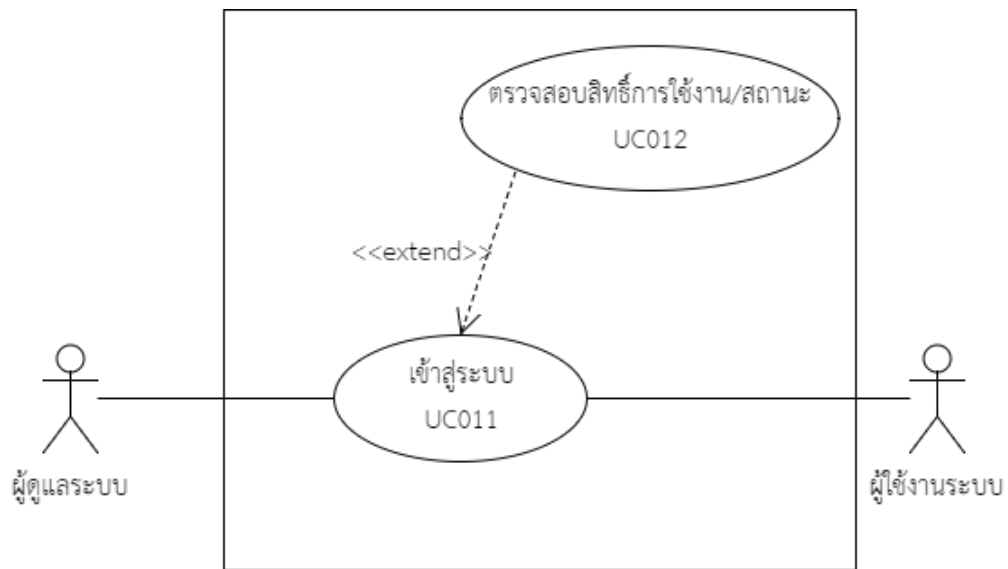 ตรวจสอบสิทธิ์การใช้งาน/สถานะ
UC012
<<extend>>
เข้าสู่ระบบ
UC011
ผู้ดูแลระบบ
ผู้ใช้งานระบบ